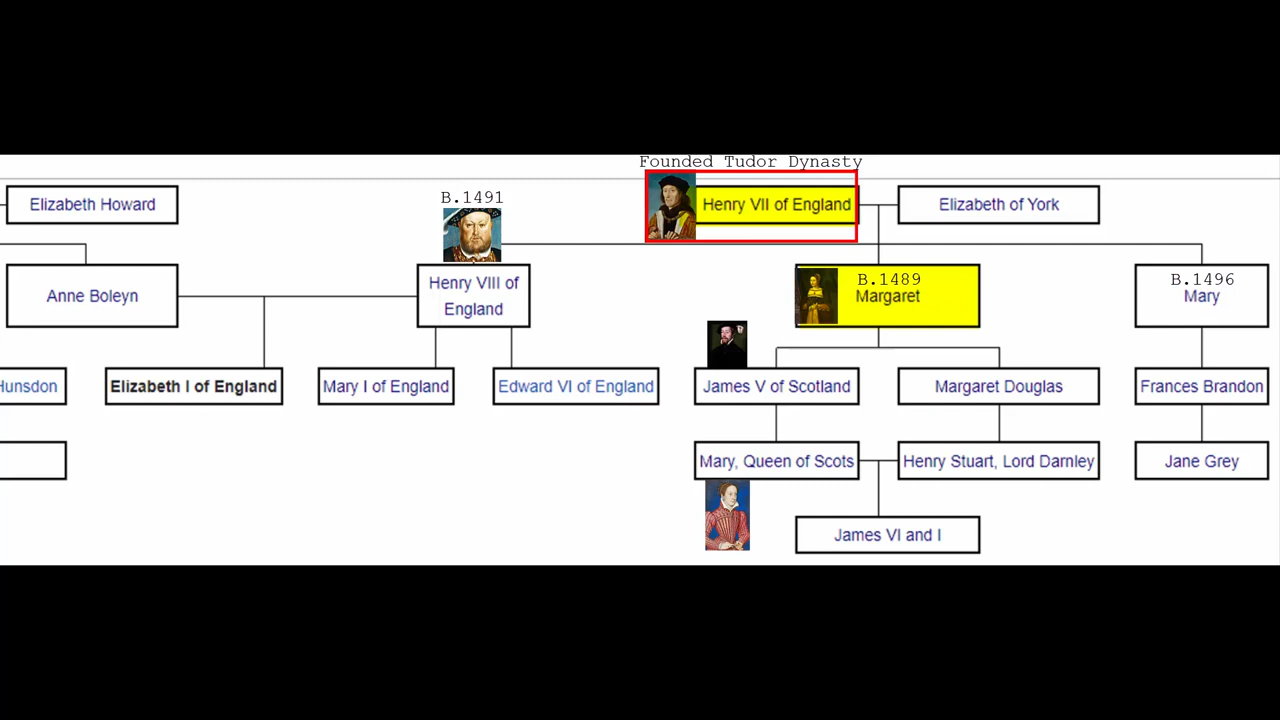 Founded Tudor Dynasty
Elizabeth Howard
B.1491
Henry VII of England
Elizabeth of York
Anne Boleyn
Henry VIII of
England
B.1489
Margaret
B.1496
Mary
Hunsdon
Elizabeth I of England
Mary I of England
Edward VI of England
James V of Scotland
Margaret Douglas
Frances Brandon
Mary, Queen of Scots
Henry Stuart, Lord Darnley
Jane Grey
James VI and I